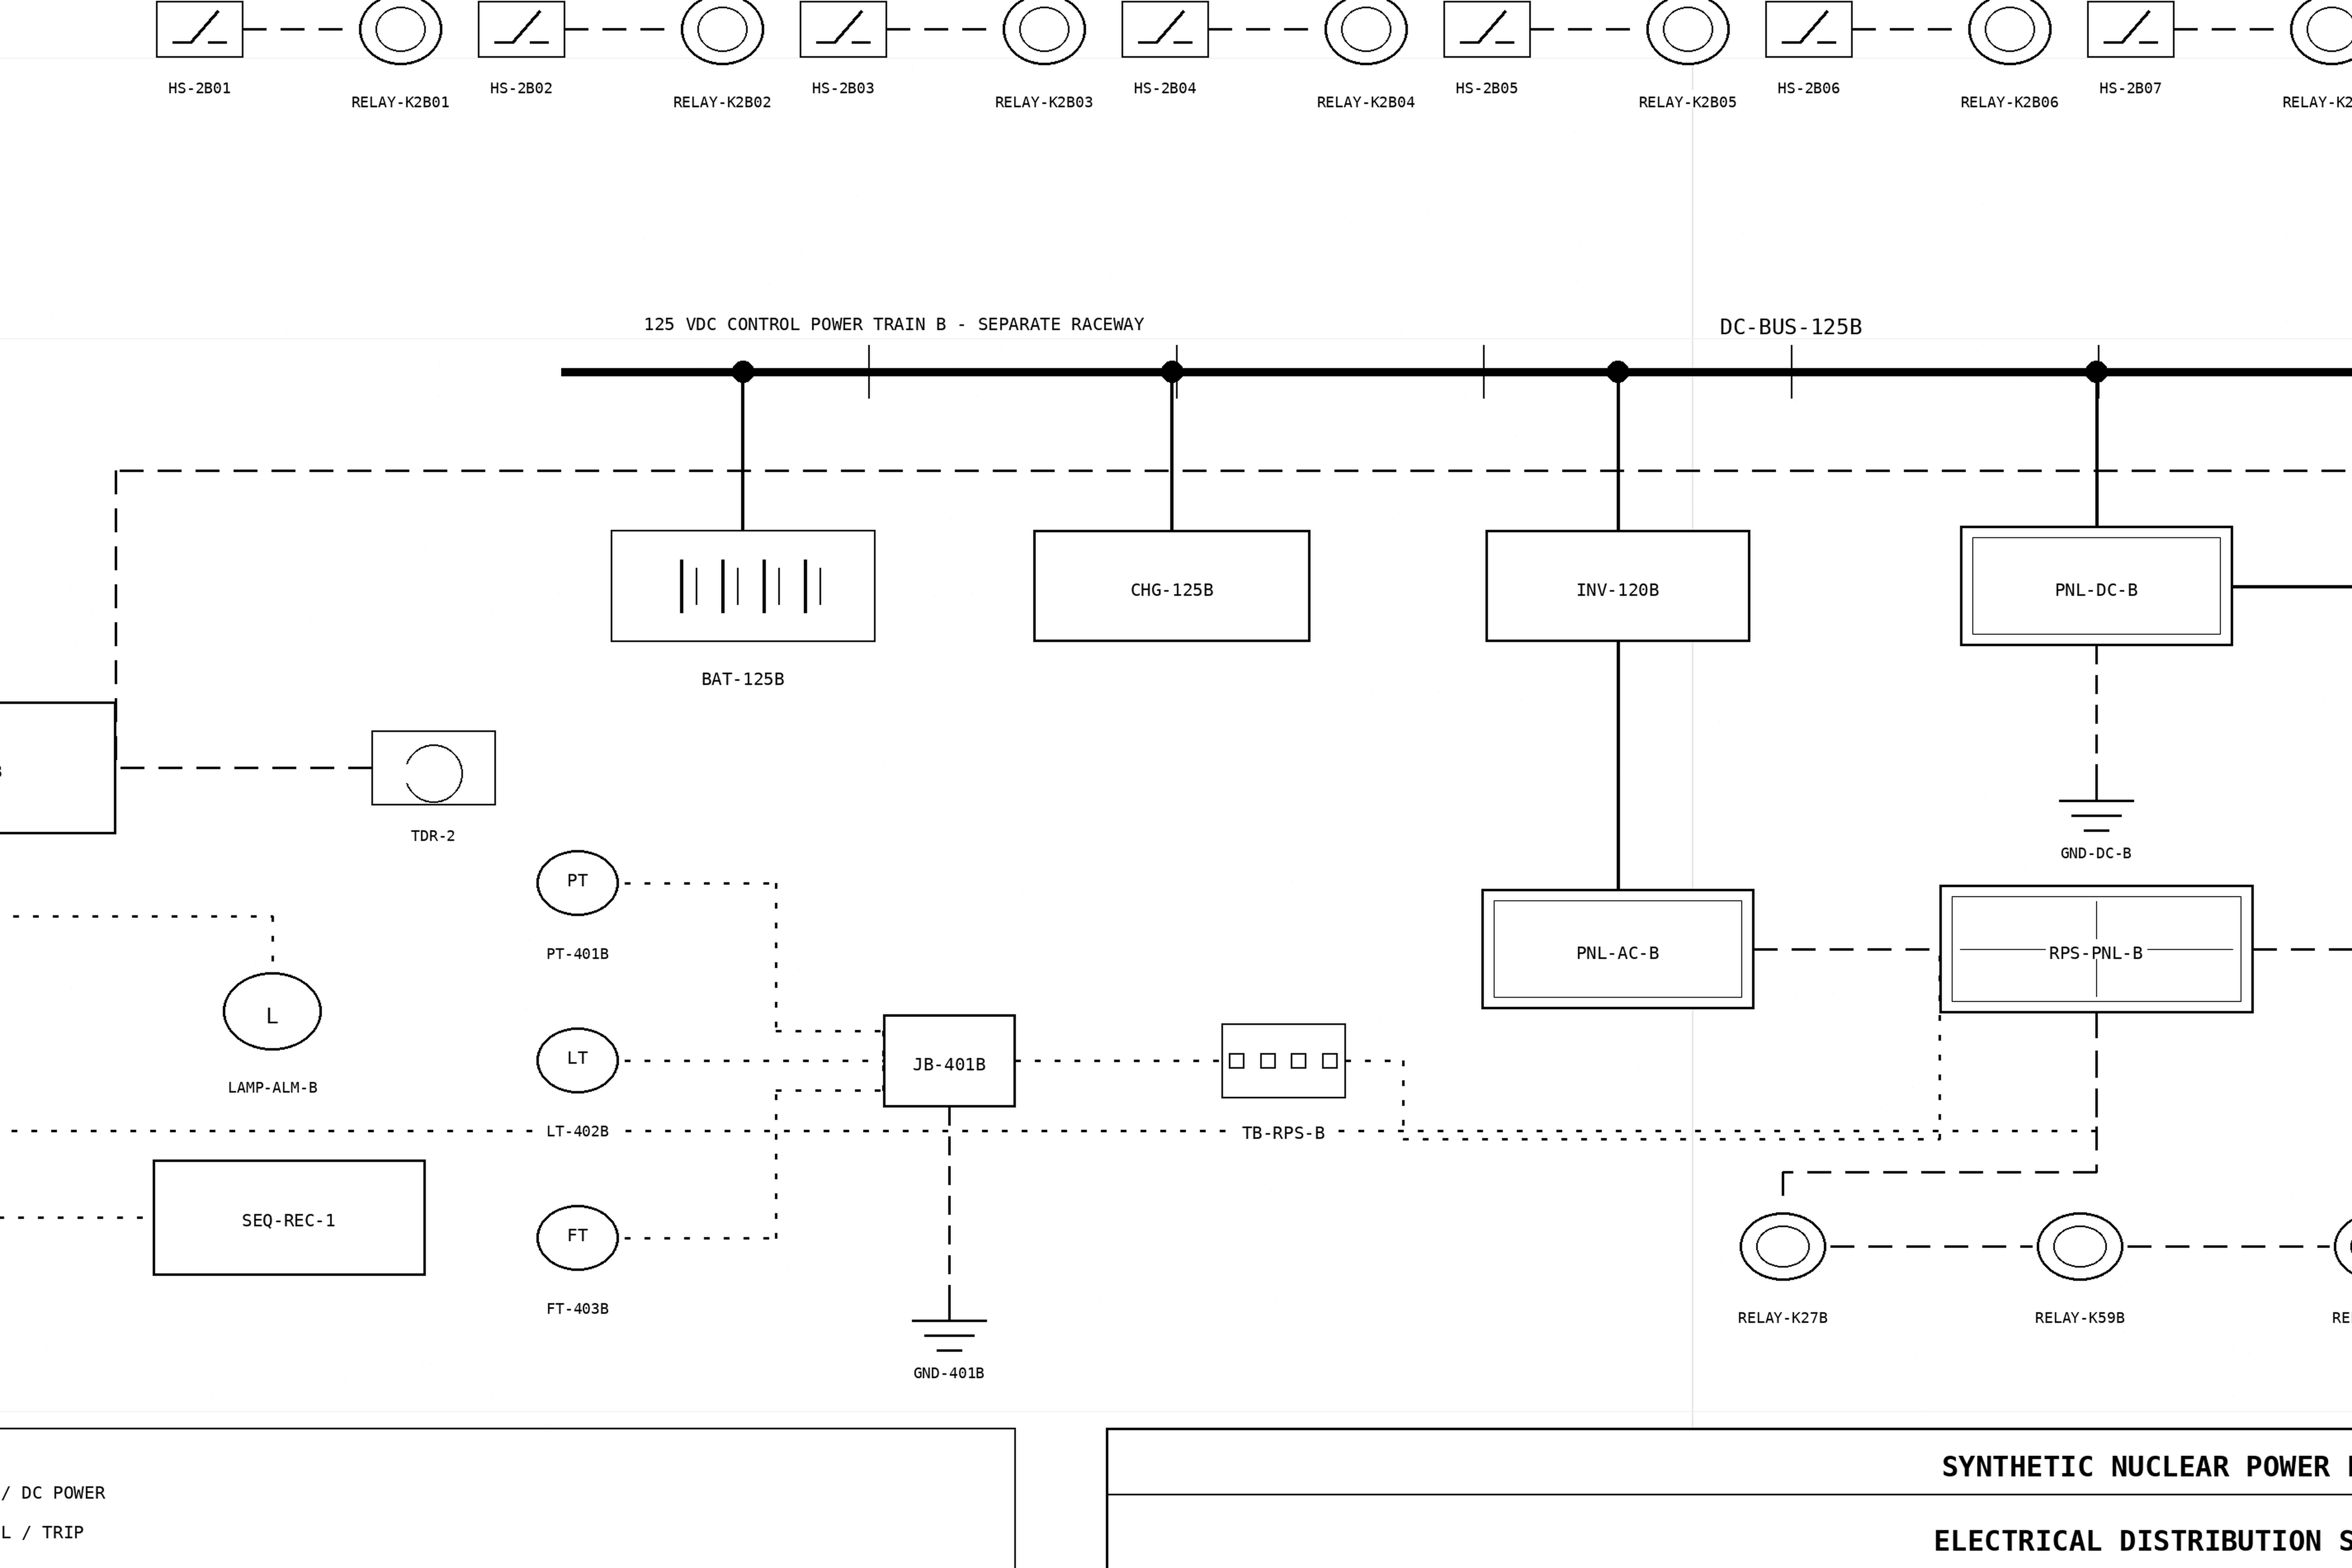 HS-2B01
HS-2B02
HS-2B03
HS-2B04
HS-2B05
HS-2B06
HS-2B07
RELAY-K2B01
RELAY-K2B02
RELAY-K2B03
RELAY-K2B04
RELAY-K2B05
RELAY-K2B06
RELAY-K2
125 VDC CONTROL POWER TRAIN B - SEPARATE RACEWAY
DC-BUS-125B
CHG-125B
INV-120B
PNL-DC-B
BAT-125B
TDR-2
GND-DC-B
PT
PT-401B
PNL-AC-B
RPS-PNL-B
L
LT
JB-401B
LAMP-ALM-B
LT-402B
TB-RPS-B
SEQ-REC-1
FT
FT-403B
RELAY-K27B
RELAY-K59B
RE
GND-401B
SYNTHETIC NUCLEAR POWER
/ DC POWER
L / TRIP
ELECTRICAL DISTRIBUTION S